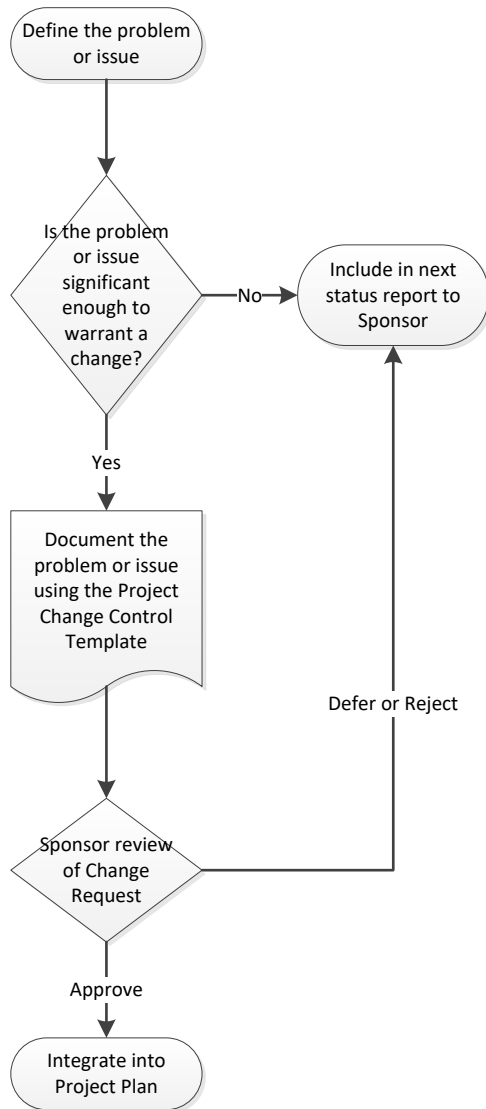 Define the problem
or issue
Is the problem
or issue
significant
enough to
warrant a
change?
No
Include in next
status report to
Sponsor
Yes
Document the
problem or issue
using the Project
Change Control
Template
Defer or Reject
Sponsor review
of Change
Request
Approve
Integrate into
Project Plan